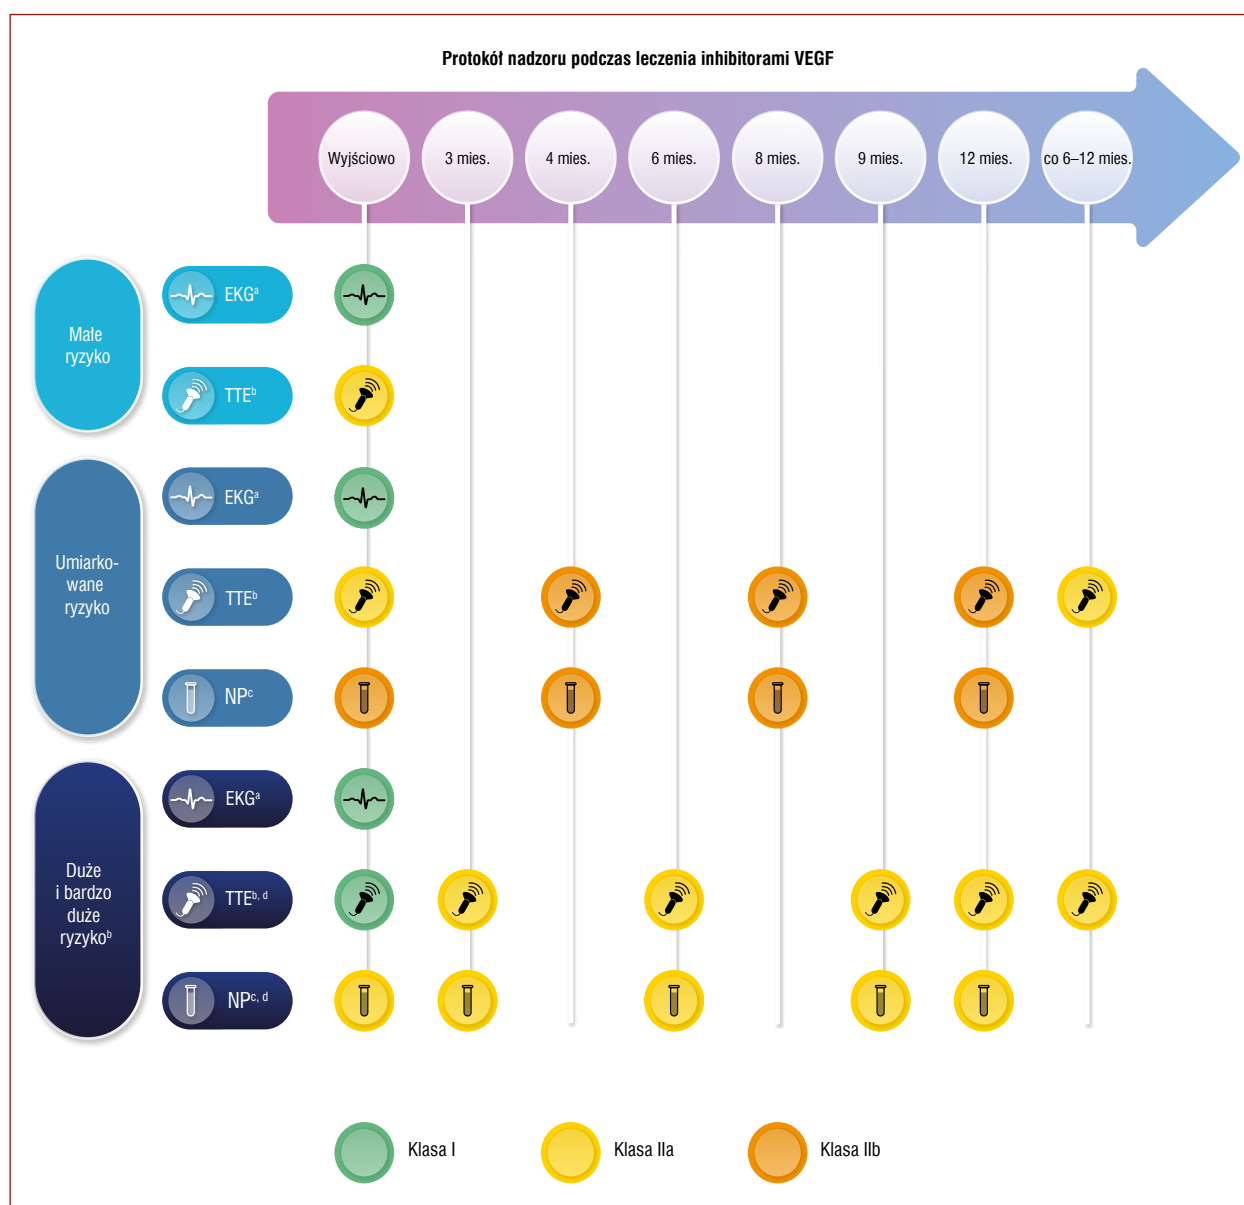 Protokół nadzoru podczas leczenia inhibitorami VEGF
Wyjściowo
3 mies.
4 mies.
6 mies.
8 mies.
9 mies.
12 mies.
co 6–12 mies.
Małe
ryzyko
EKGᵃ
TTEᵇ
Umiarko-
wane
ryzyko
EKGᵃ
TTEᵇ
NPᶜ
Duże
i bardzo
duże
ryzykoᵇ
EKGᵃ
TTEᵇ, ᵈ
NPᶜ, ᵈ
Klasa I
Klasa IIa
Klasa IIb